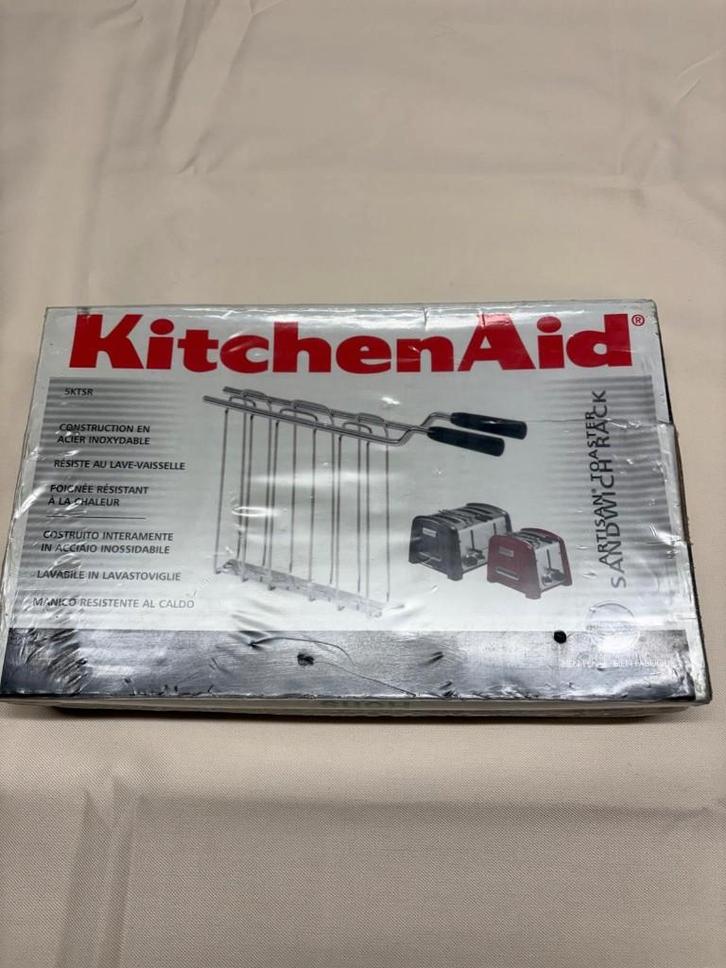 KitchenAid®
5KTSR
CONSTRUCTION EN
ACIER INOXYDABLE
RÉSISTE AU LAVE-VAISSELLE
POIGNÉE RÉSISTANT
À LA CHALEUR
COSTRUITO INTERAMENTE
IN ACCIAIO INOSSIDABILE
LAVABILE IN LAVASTOVIGLIE
MANICO RESISTENTE AL CALDO
ARTISAN® TOASTER
SANDWICH RACK